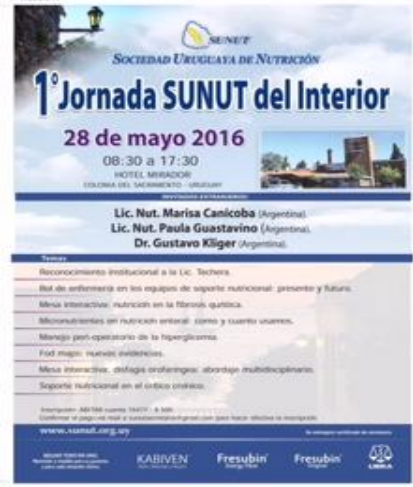 SUNUT
SOCIEDAD URUGUAYA DE NUTRICIÓN
1°Jornada SUNUT del Interior
28 de mayo 2016
08:30 a 17:30
HOTEL MIRADOR
COLONIA DEL SACRAMENTO - URUGUAY
INVITADOS EXTRANJEROS
Lic. Nut. Marisa Canicoba (Argentina).
Lic. Nut. Paula Guastavino (Argentina).
Dr. Gustavo Kliger (Argentina).
Temas
Reconocimiento institucional a la Lic. Techera.
Rol de enfermería en los equipos de soporte nutricional: presente y futuro.
Mesa interactiva: nutrición en la fibrosis quística.
Micronutrientes en nutrición enteral: como y cuanto usamos.
Manejo peri-operatorio de la hiperglicemia.
Fod maps: nuevas evidencias.
Mesa interactiva: disfagia orofaríngea: abordaje multidisciplinario.
Soporte nutricional en el crítico crónico.
www.sunut.org.uy
KABIVEN
Fresubin
Fresubin